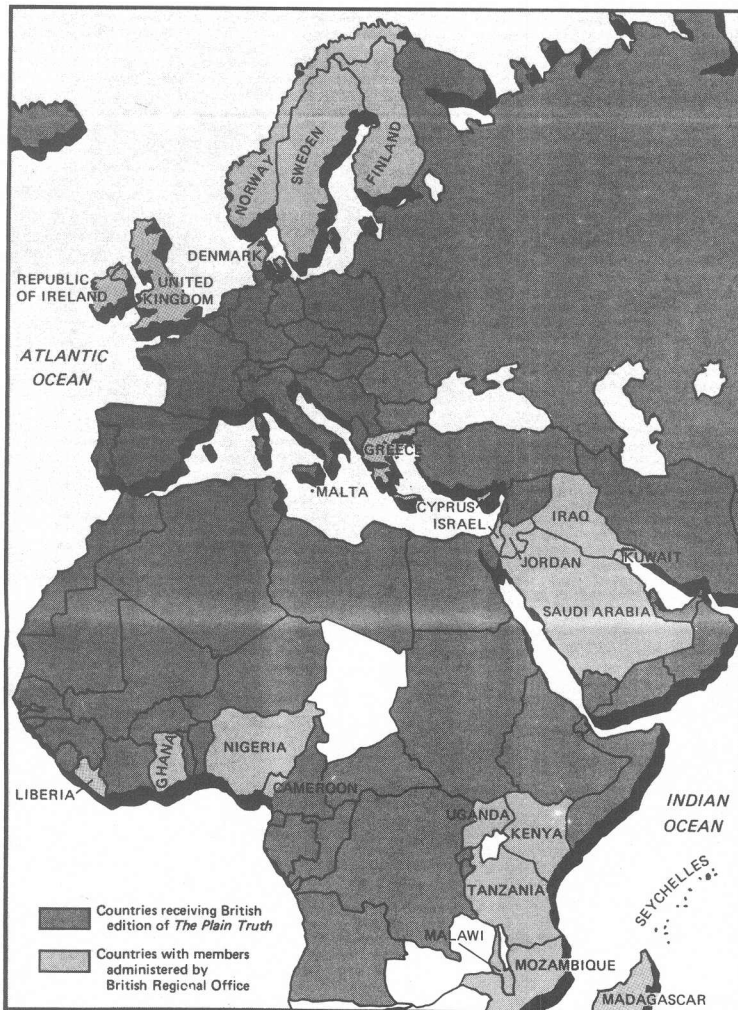 NORWAY
SWEDEN
FINLAND
DENMARK
REPUBLIC
OF IRELAND
UNITED
KINGDOM
ATLANTIC
OCEAN
GREECE
MALTA
CYPRUS
ISRAEL
IRAQ
JORDAN
KUWAIT
SAUDI ARABIA
NIGERIA
GHANA
LIBERIA
CAMEROON
UGANDA
KENYA
INDIAN
OCEAN
TANZANIA
SEYCHELLES
MALAWI
MOZAMBIQUE
MADAGASCAR
Countries receiving British
edition of The Plain Truth
Countries with members
administered by
British Regional Office